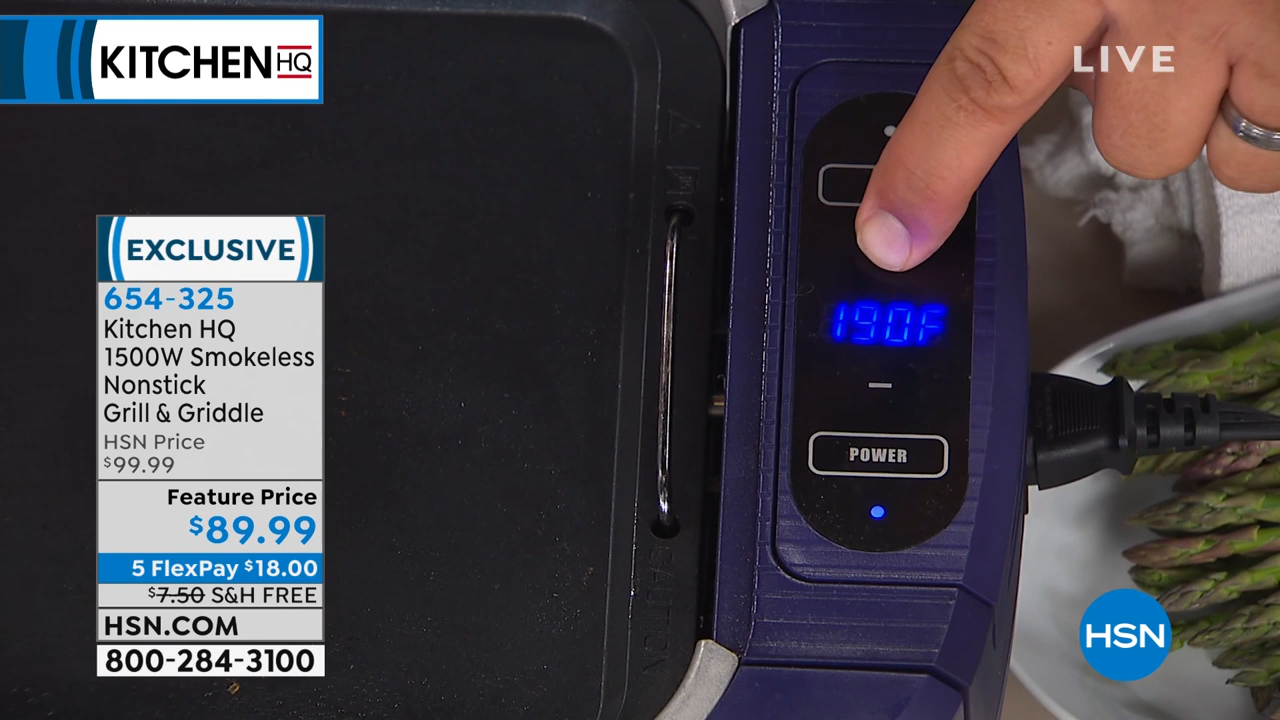 KITCHEN HQ
LIVE
EXCLUSIVE
654-325
Kitchen HQ
1500W Smokeless
Nonstick
Grill & Griddle
HSN Price
$99.99
Feature Price
$89.99
5 FlexPay $18.00
$7.50 S&H FREE
HSN.COM
800-284-3100
190F
POWER
CAUTION
HSN